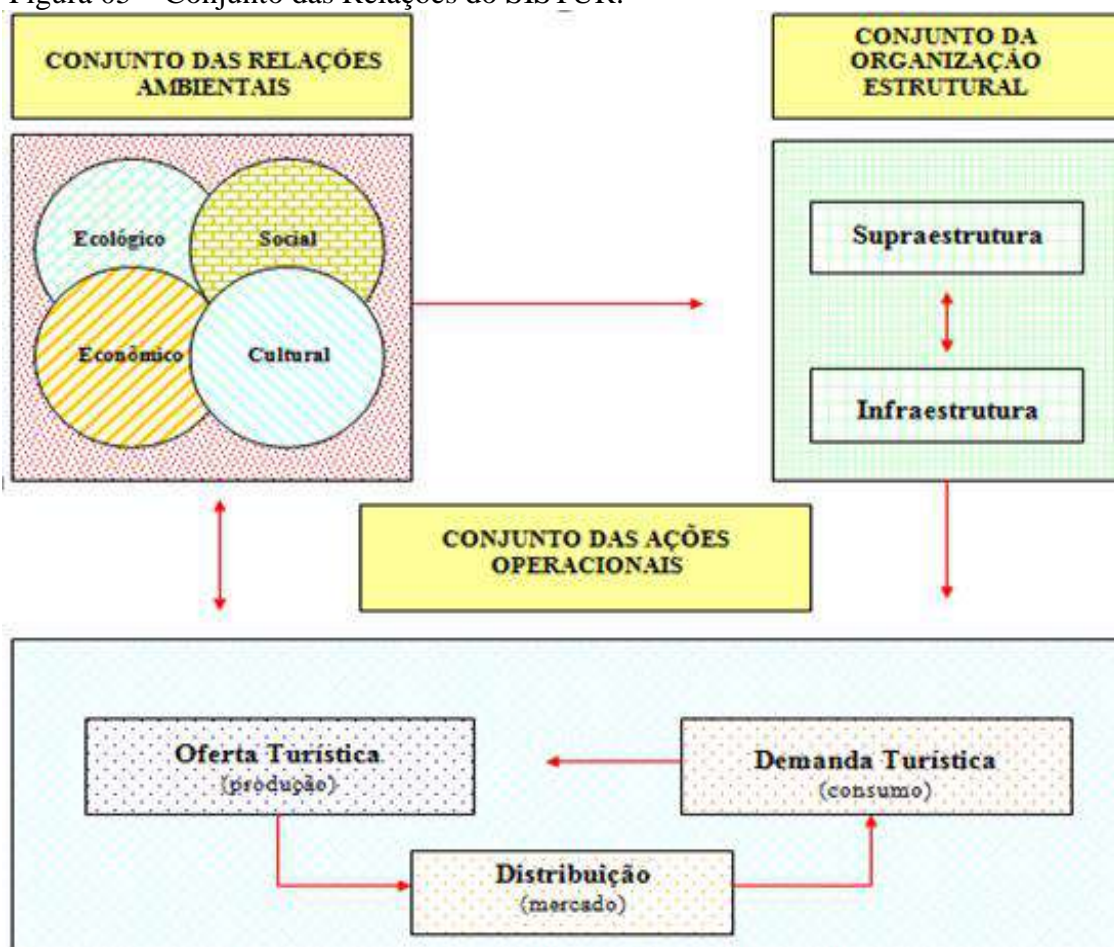 Figura 03 – Conjunto das Relações do SISTUR.
CONJUNTO DAS RELAÇÕES
AMBIENTAIS
CONJUNTO DA
ORGANIZAÇÃO
ESTRUTURAL
Ecológico
Social
Econômico
Cultural
Supraestrutura
Infraestrutura
CONJUNTO DAS AÇÕES
OPERACIONAIS
Oferta Turística
(produção)
Demanda Turística
(consumo)
Distribuição
(mercado)